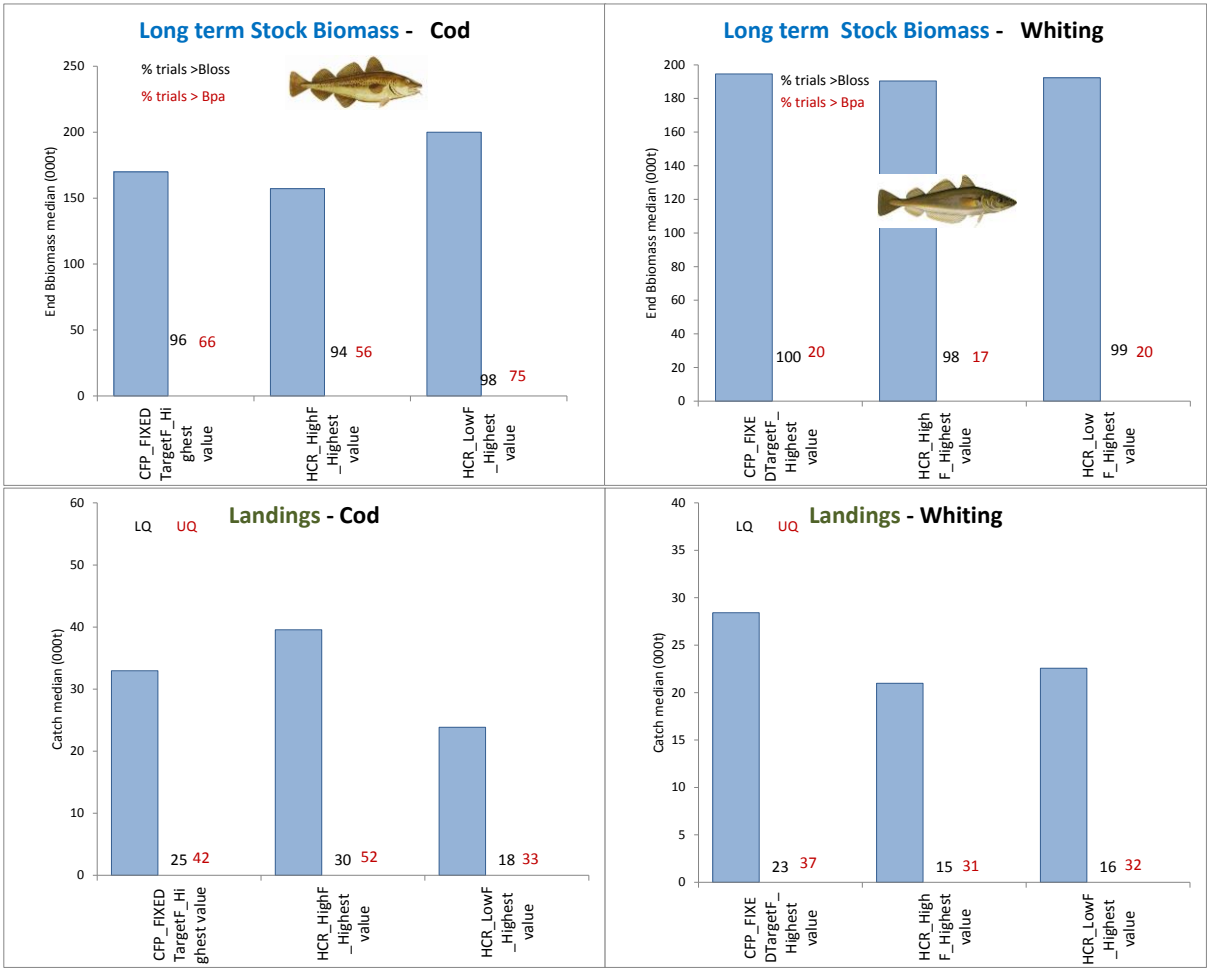 Long term Stock Biomass - Cod
% trials >Bloss
% trials > Bpa
End Bbiomass median (000t)
250
200
150
100
50
0
96 66
94 56
98 75
CFP_FIXED
TargetF_Hi
ghest
value
HCR_HighF
_Highest
value
HCR_LowF
_Highest
value
Long term Stock Biomass - Whiting
% trials >Bloss
% trials > Bpa
End Bbiomass median (000t)
200
180
160
140
120
100
80
60
40
20
0
100 20
98 17
99 20
CFP_FIXE
DTargetF_
Highest
value
HCR_High
F_Highest
value
HCR_Low
F_Highest
value
Landings - Cod
LQ UQ
Catch median (000t)
60
50
40
30
20
10
0
25 42
30 52
18 33
CFP_FIXED
TargetF_Hi
ghest value
HCR_HighF
_Highest
value
HCR_LowF
_Highest
value
Landings - Whiting
LQ UQ
Catch median (000t)
40
35
30
25
20
15
10
5
0
23 37
15 31
16 32
CFP_FIXE
DTargetF_
Highest
value
HCR_High
F_Highest
value
HCR_LowF
_Highest
value